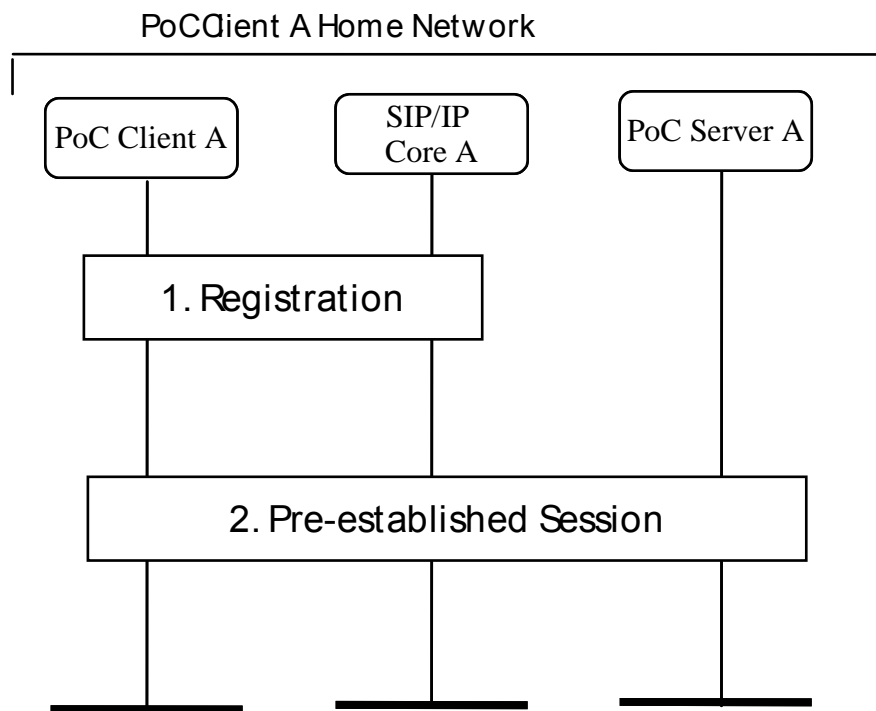 PoCClient A Home Network
PoC Client A
SIP/IP
Core A
PoC Server A
1. Registration
2. Pre-established Session